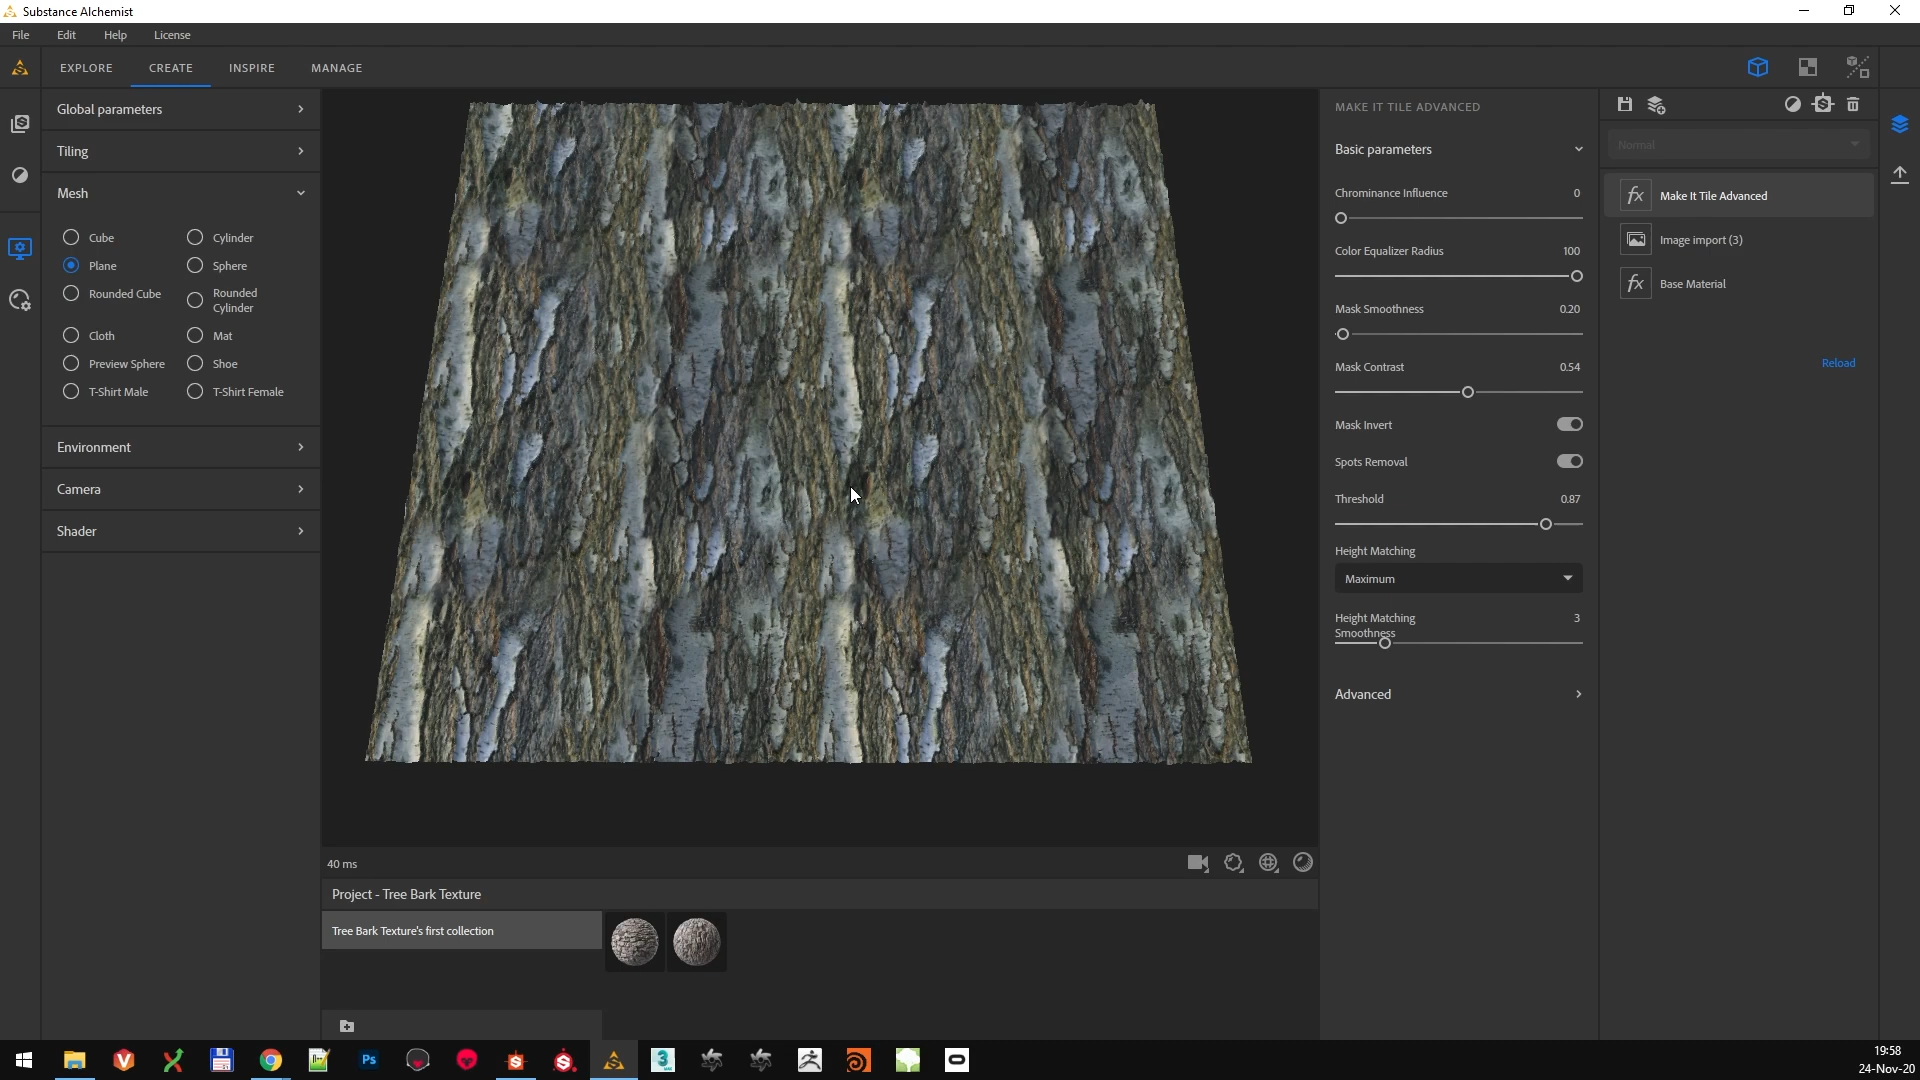 Substance Alchemist
File Edit Help License
EXPLORE CREATE INSPIRE MANAGE
Global parameters
Tiling
Mesh
Cube Cylinder
Plane Sphere
Rounded Cube Rounded
Cylinder
Cloth Mat
Preview Sphere Shoe
T-Shirt Male T-Shirt Female
Environment
Camera
Shader
40 ms
Project - Tree Bark Texture
Tree Bark Texture's first collection
MAKE IT TILE ADVANCED
Basic parameters
Chrominance Influence 0
Color Equalizer Radius 100
Mask Smoothness 0.20
Mask Contrast 0.54
Mask Invert
Spots Removal
Threshold 0.87
Height Matching
Maximum
Height Matching 3
Smoothness
Advanced
Normal
fx Make It Tile Advanced
Image import (3)
fx Base Material
Reload
Ps
19:58
24-Nov-20